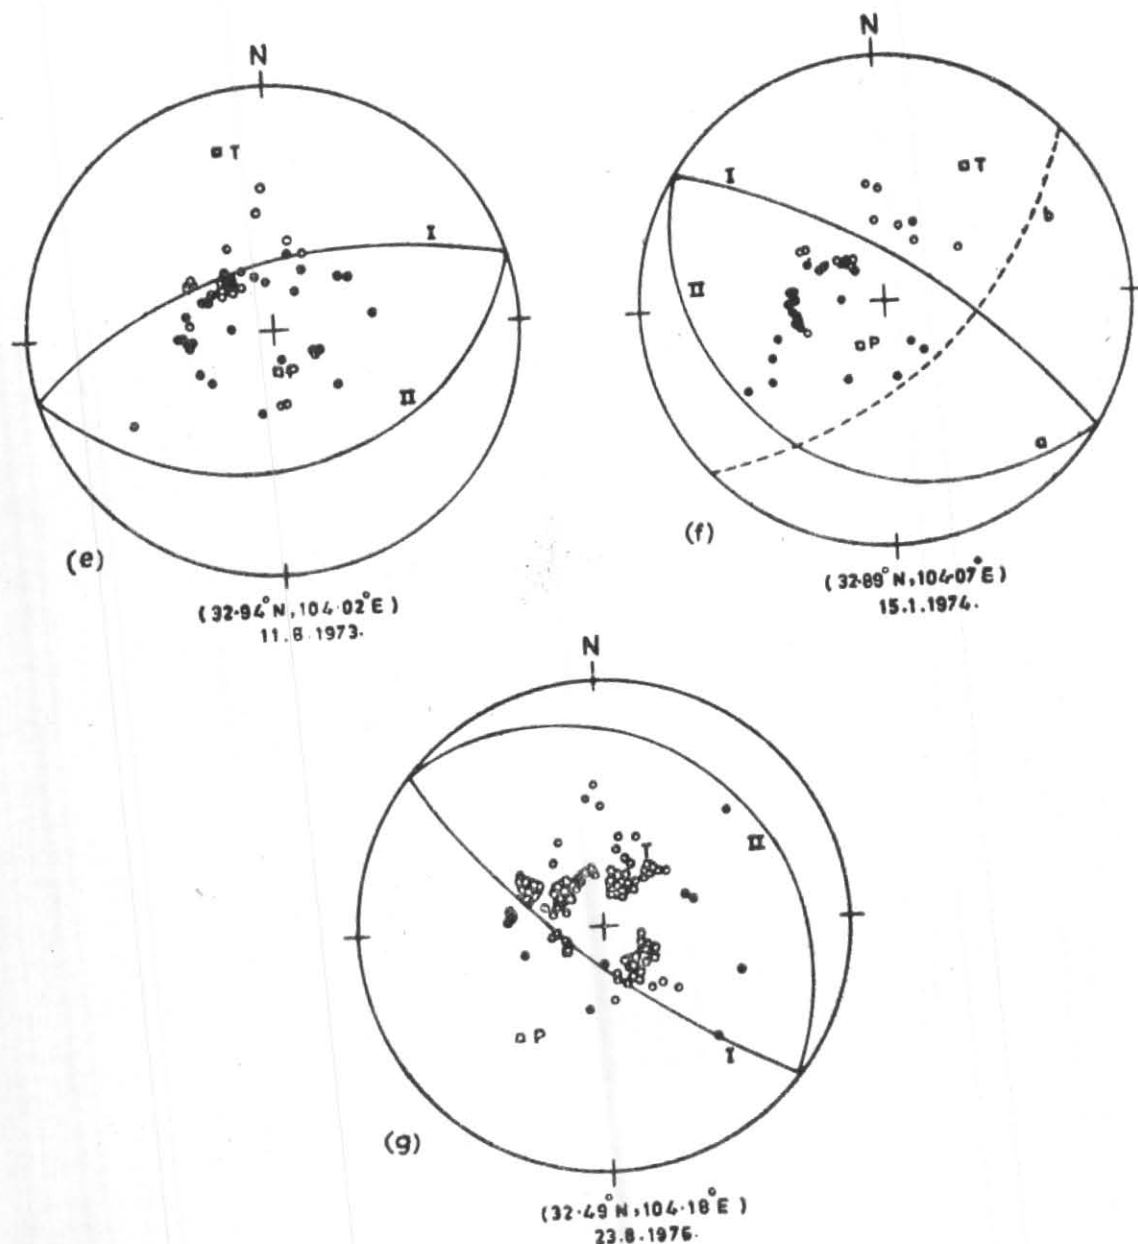 N
T
I
P
II
(e)
(32.94°N, 104.02°E)
11.8.1973.
N
T
I
b
II
P
a
(f)
(32.89°N, 104.07°E)
15.1.1974.
N
II
T
P
I
(g)
(32.49°N, 104.18°E)
23.8.1976.